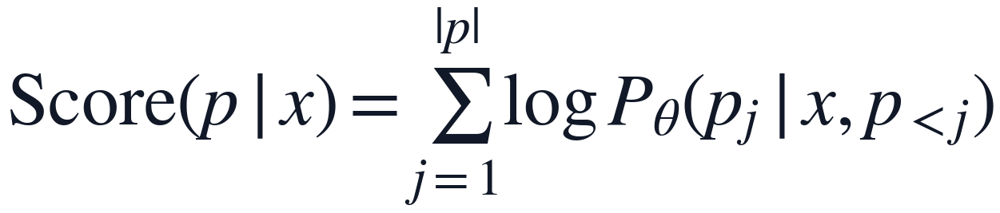 Score(p | x) = ∑_{j=1}^{|p|} log P_θ(p_j | x, p_{<j})